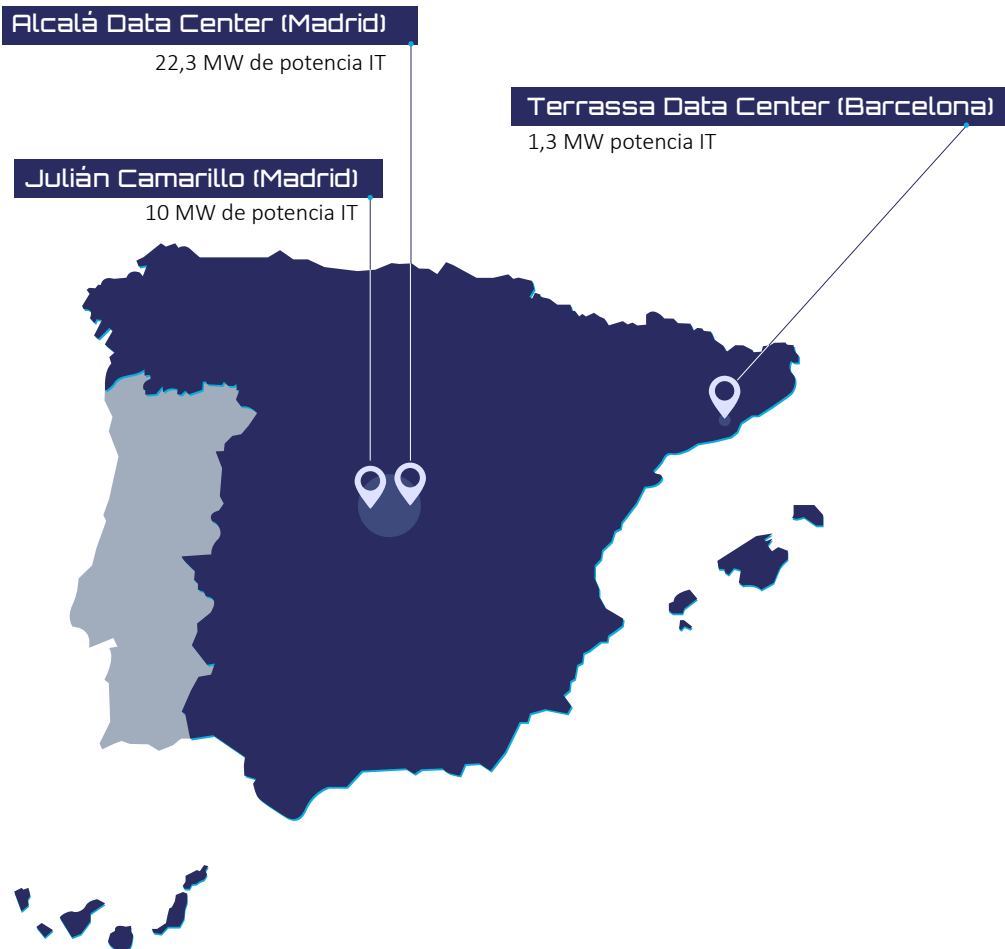 Alcalá Data Center (Madrid)
22,3 MW de potencia IT
Terrassa Data Center (Barcelona)
1,3 MW potencia IT
Julián Camarillo (Madrid)
10 MW de potencia IT